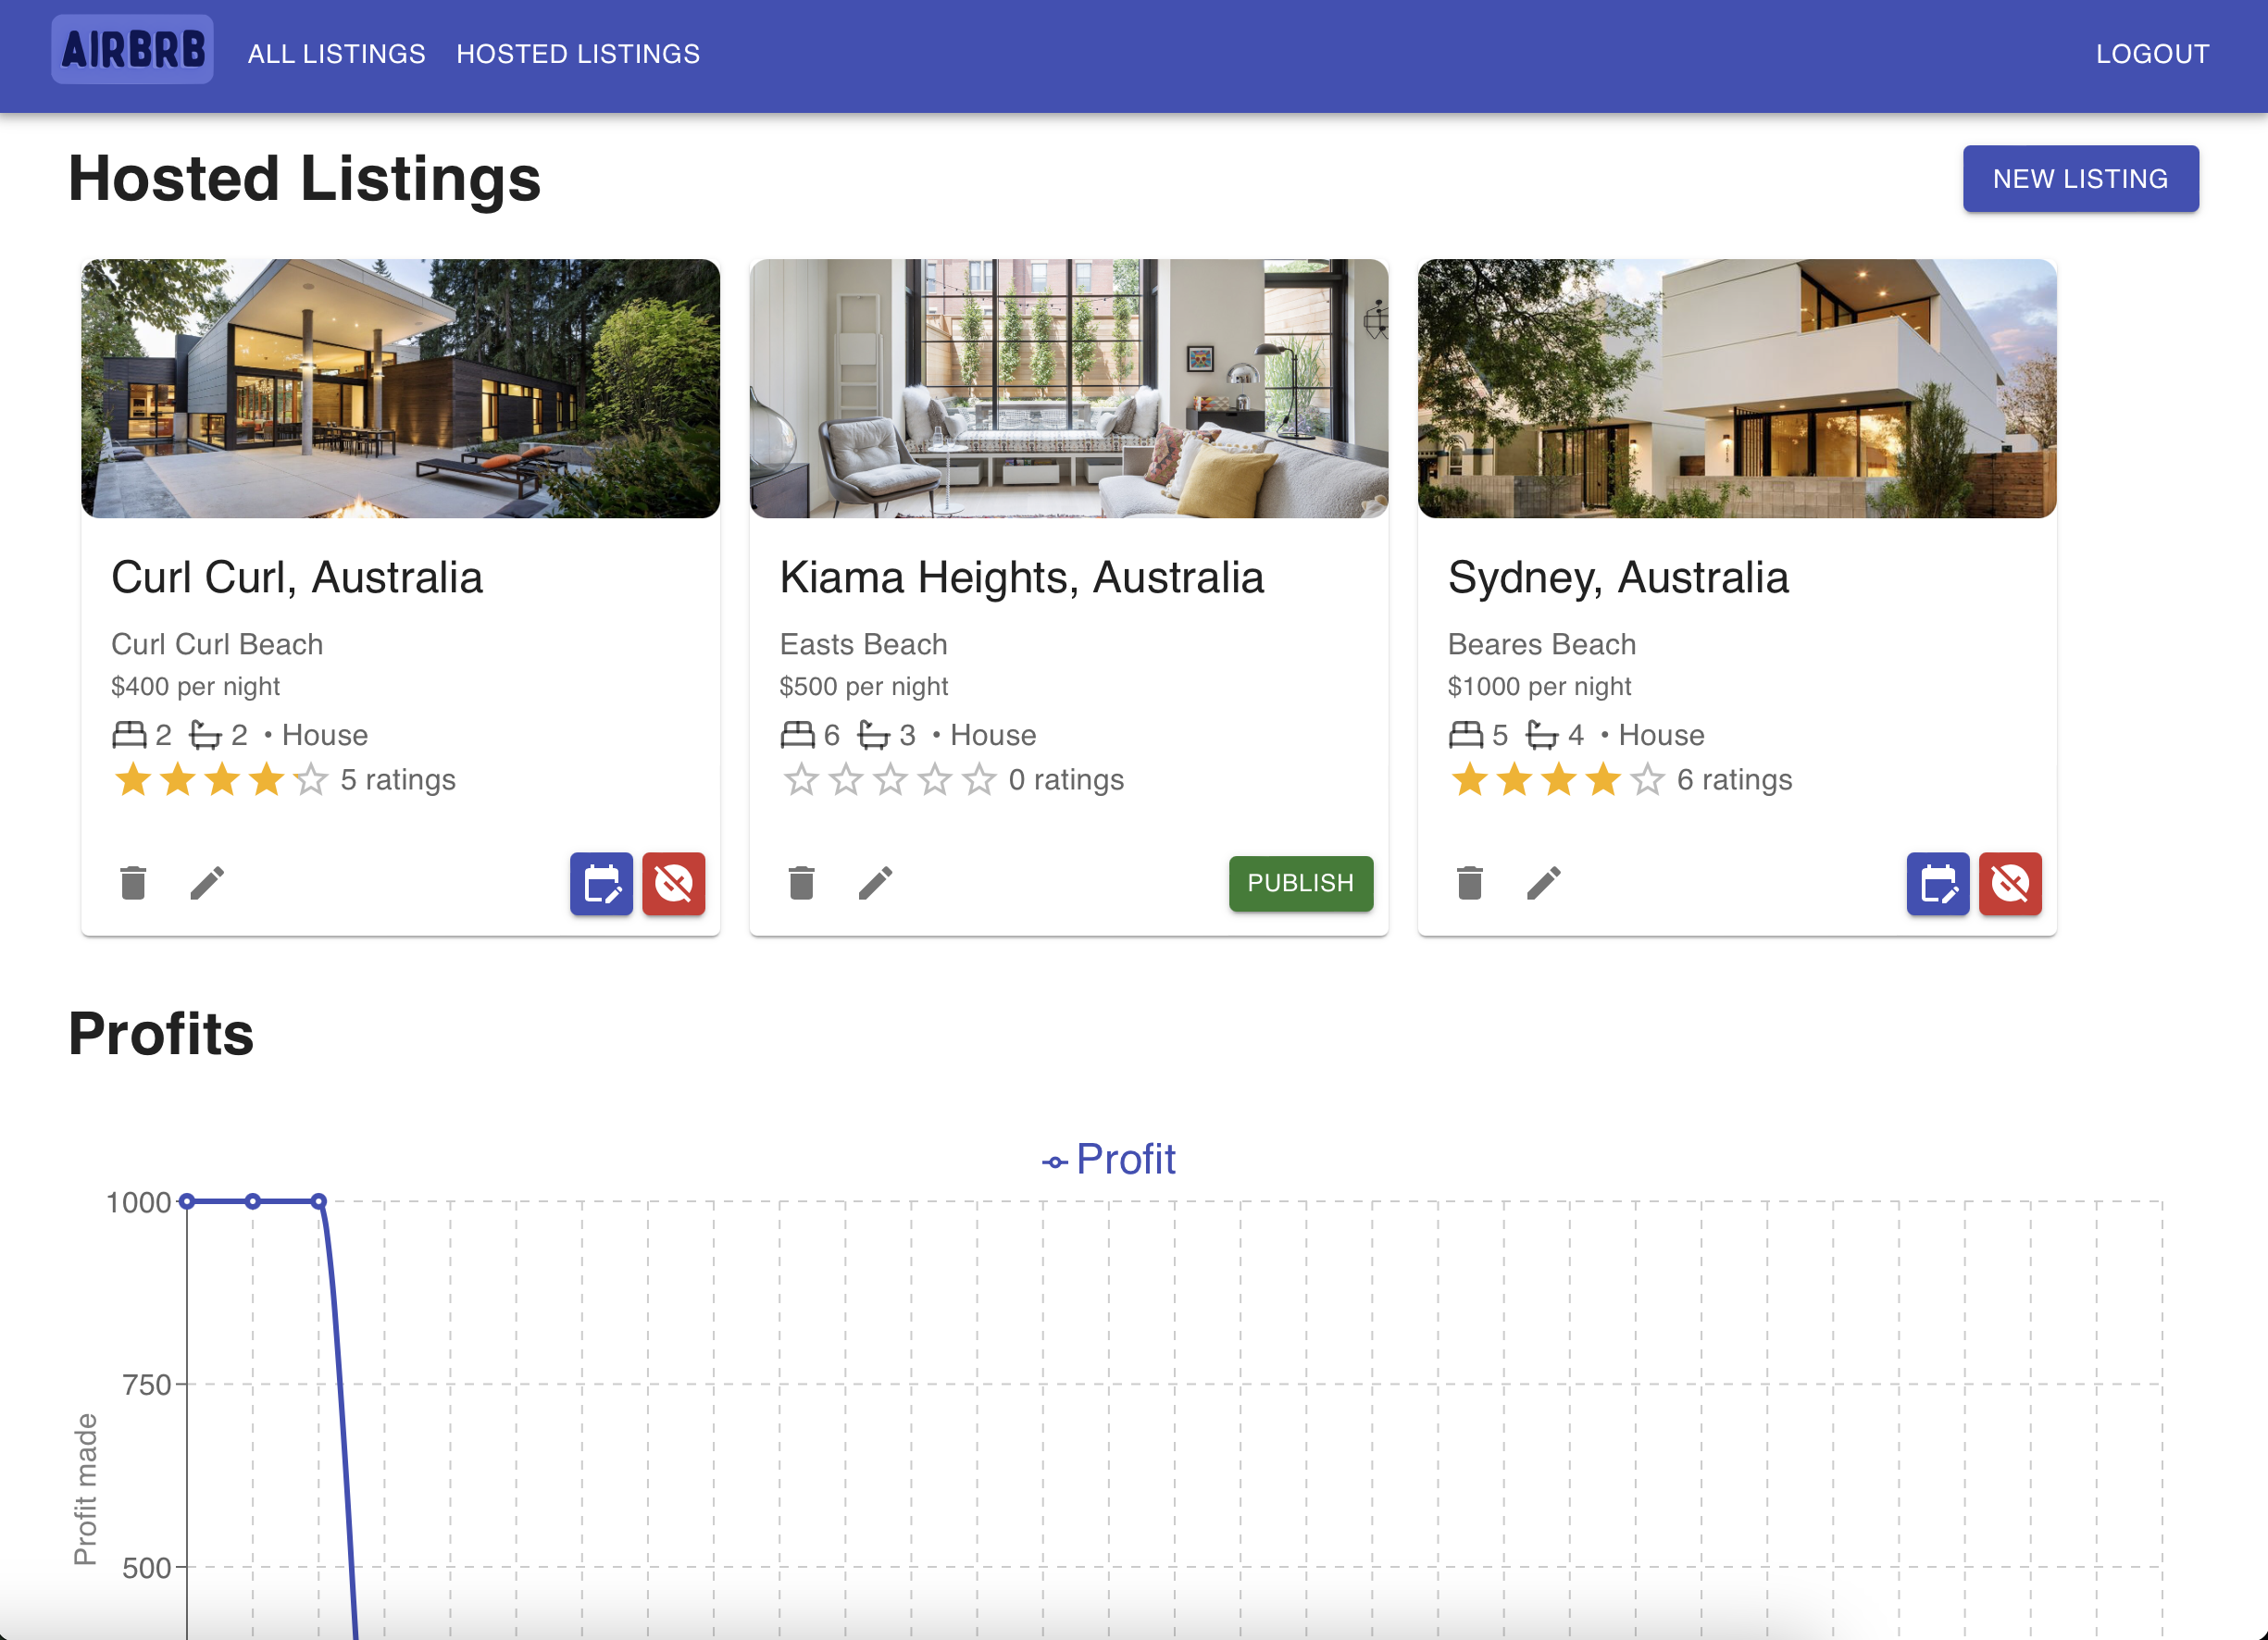 AIRBRB ALL LISTINGS HOSTED LISTINGS LOGOUT
Hosted Listings
NEW LISTING
Curl Curl, Australia
Curl Curl Beach
$400 per night
2 2 • House
5 ratings
Kiama Heights, Australia
Easts Beach
$500 per night
6 3 • House
0 ratings
PUBLISH
Sydney, Australia
Beares Beach
$1000 per night
5 4 • House
6 ratings
Profits
Profit
1000
750
500
Profit made